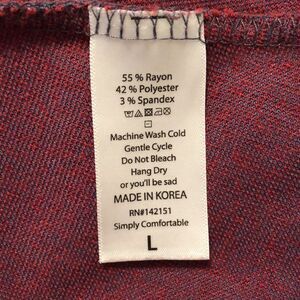 55 % Rayon
42 % Polyester
3 % Spandex
Machine Wash Cold
Gentle Cycle
Do Not Bleach
Hang Dry
or you'll be sad
MADE IN KOREA
RN#142151
Simply Comfortable
L